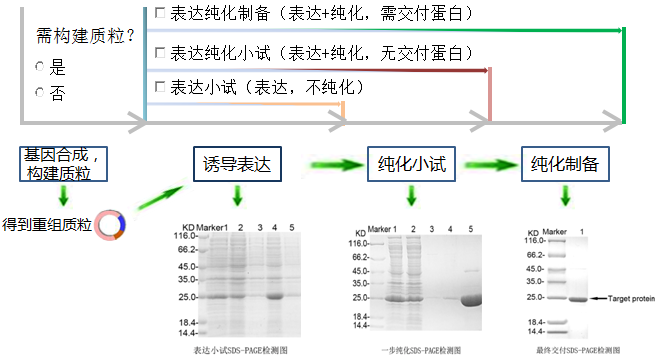 需构建质粒？
是
否
表达纯化制备（表达+纯化，需交付蛋白）
表达纯化小试（表达+纯化，无交付蛋白）
表达小试（表达，不纯化）
基因合成，
构建质粒
诱导表达
纯化小试
纯化制备
得到重组质粒
KD Marker 1 2 3 4 5
116.0
66.2
45.0
35.0
25.0
18.4
14.4
表达小试SDS-PAGE检测图
KD Marker 1 2 3 4 5
116.0
66.2
45.0
35.0
25.0
18.4
14.4
一步纯化SDS-PAGE检测图
KD Marker 1
116.0
66.2
45.0
35.0
25.0
18.4
14.4
Target protein
最终交付SDS-PAGE检测图